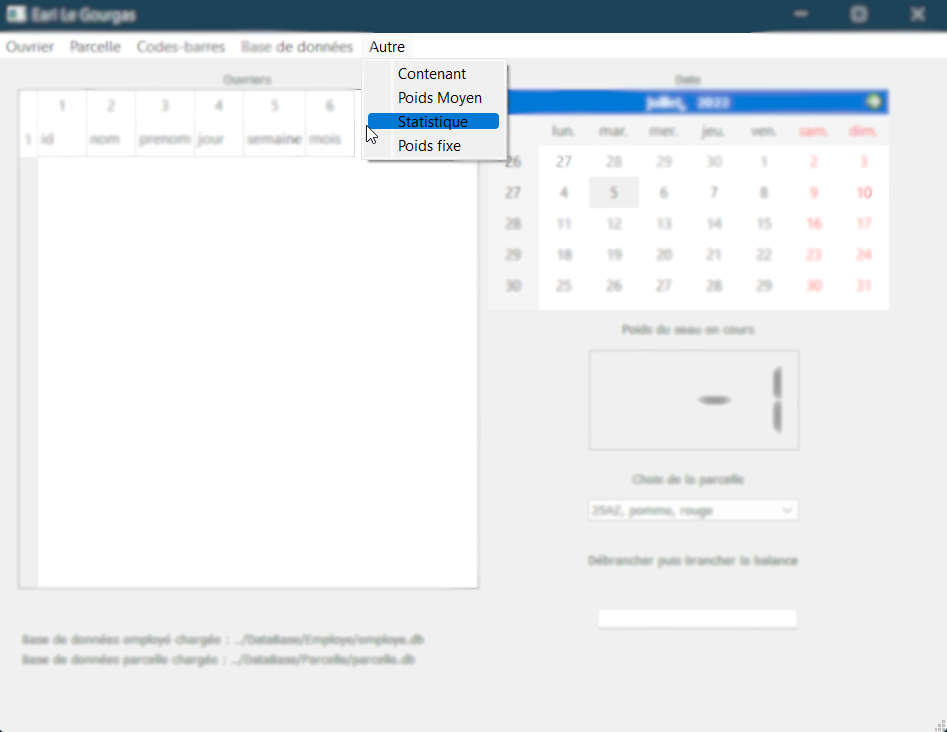 Earl Le Gourgas
Ouvrier Parcelle Codes-barres Base de données Autre
Contenant
Poids Moyen
Statistique
Poids fixe
Ouvriers
1 2 3 4 5 6
1 id nom prenom jour semaine mois
Date
juillet, 2022
lun. mar. mer. jeu. ven. sam. dim.
26 27 28 29 30 1 2 3
27 4 5 6 7 8 9 10
28 11 12 13 14 15 16 17
29 18 19 20 21 22 23 24
30 25 26 27 28 29 30 31
Poids du seau en cours
-1
Choix de la parcelle
25A2, pomme, rouge
Débrancher puis brancher la balance
Base de données employé chargée : ../DataBase/Employe/employe.db
Base de données parcelle chargée : ../DataBase/Parcelle/parcelle.db